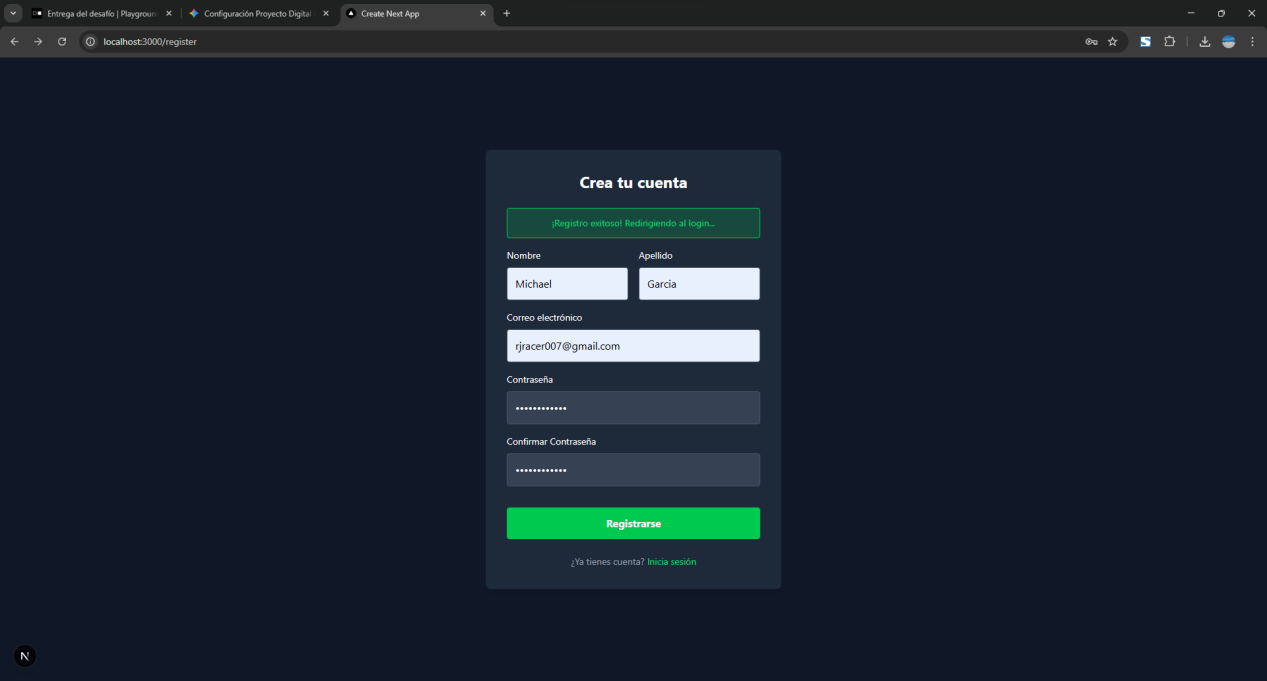 Entrega del desafío | Playgroun
Configuración Proyecto Digital
Create Next App
localhost:3000/register
Crea tu cuenta
¡Registro exitoso! Redirigiendo al login...
Nombre
Apellido
Michael
Garcia
Correo electrónico
rjracer007@gmail.com
Contraseña
••••••••••••
Confirmar Contraseña
••••••••••••
Registrarse
¿Ya tienes cuenta? Inicia sesión
N